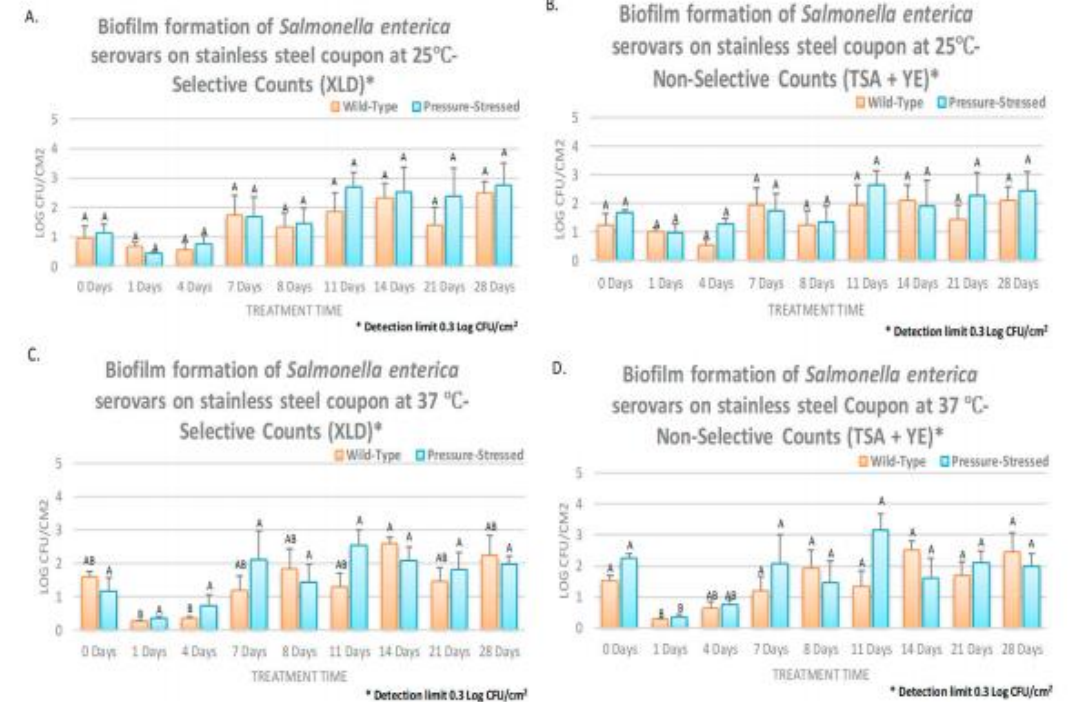 A.
Biofilm formation of Salmonella enterica
serovars on stainless steel coupon at 25°C-
Selective Counts (XLD)*
Wild-Type Pressure-Stressed
LOG CFU/CM2
5
4
3
2
1
0
A A A A A A A A A A A A A A A A A A
0 Days 1 Days 4 Days 7 Days 8 Days 11 Days 14 Days 21 Days 28 Days
TREATMENT TIME
* Detection limit 0.3 Log CFU/cm²
B.
Biofilm formation of Salmonella enterica
serovars on stainless steel coupon at 25°C-
Non-Selective Counts (TSA + YE)*
Wild-Type Pressure-Stressed
LOG CFU/CM2
5
4
3
2
1
0
A A A A A A A A A A A A A A A A A A
0 Days 1 Days 4 Days 7 Days 8 Days 11 Days 14 Days 21 Days 28 Days
TREATMENT TIME
* Detection limit 0.3 Log CFU/cm²
C.
Biofilm formation of Salmonella enterica
serovars on stainless steel coupon at 37 °C-
Selective Counts (XLD)*
Wild-Type Pressure-Stressed
LOG CFU/CM2
5
4
3
2
1
0
AB A B A B A AB A AB A AB A A A AB A AB A
0 Days 1 Days 4 Days 7 Days 8 Days 11 Days 14 Days 21 Days 28 Days
TREATMENT TIME
* Detection limit 0.3 Log CFU/cm²
D.
Biofilm formation of Salmonella enterica
serovars on stainless steel Coupon at 37 °C-
Non-Selective Counts (TSA + YE)*
Wild-Type Pressure-Stressed
LOG CFU/CM2
5
4
3
2
1
0
A A B B AB AB A A A A A A A A A A A A
0 Days 1 Days 4 Days 7 Days 8 Days 11 Days 14 Days 21 Days 28 Days
TREATMENT TIME
* Detection limit 0.3 Log CFU/cm²